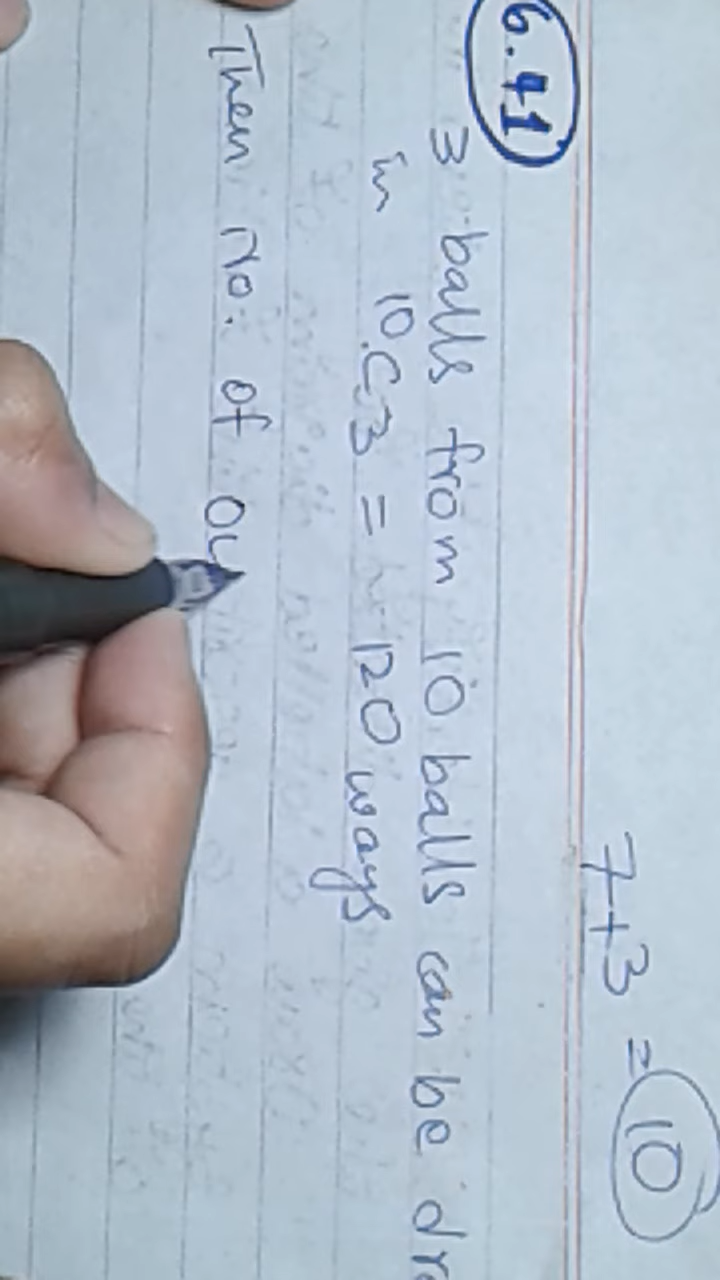 7+3 = 10
6.41
3 balls from 10 balls can be dr
in 10C3 = 120 ways
Then No. of ou